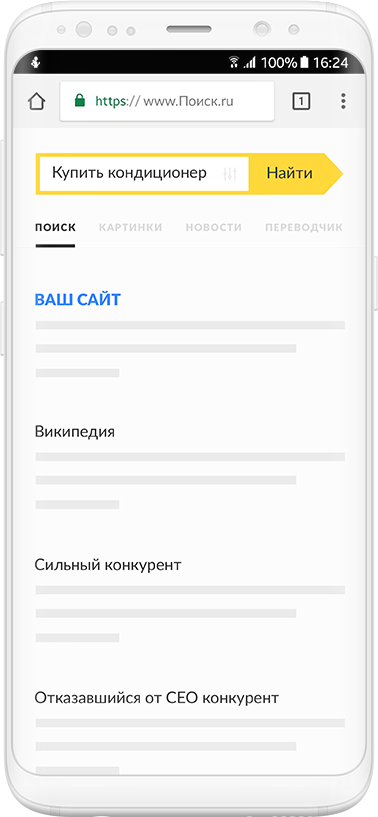 100% 16:24
https:// www.Поиск.ru 1
Купить кондиционер Найти
ПОИСК КАРТИНКИ НОВОСТИ ПЕРЕВОДЧИК
ВАШ САЙТ
Википедия
Сильный конкурент
Отказавшийся от СЕО конкурент